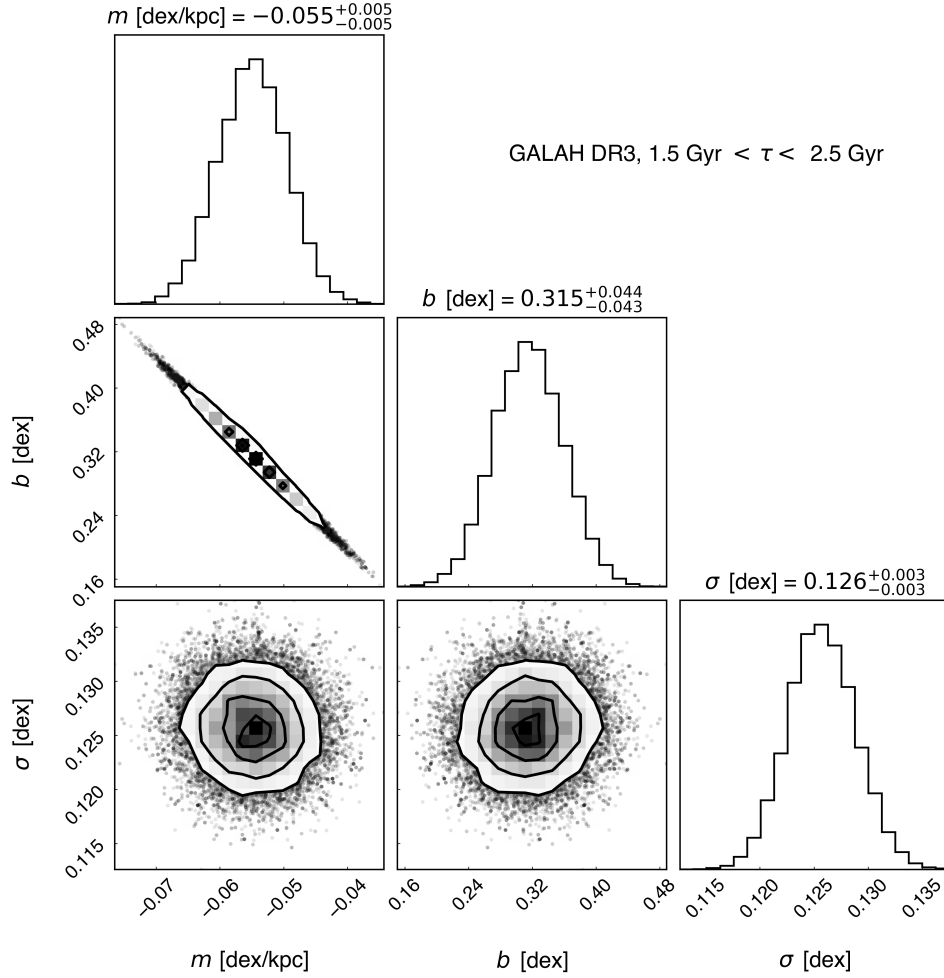 m [dex/kpc] = −0.055+0.005−0.005
GALAH DR3, 1.5 Gyr < τ < 2.5 Gyr
b [dex] = 0.315+0.044−0.043
0.48
0.40
0.32
0.24
0.16
b [dex]
σ [dex] = 0.126+0.003−0.003
0.135
0.130
0.125
0.120
0.115
σ [dex]
−0.07 −0.06 −0.05 −0.04 0.16 0.24 0.32 0.40 0.48 0.115 0.120 0.125 0.130 0.135
m [dex/kpc] b [dex] σ [dex]